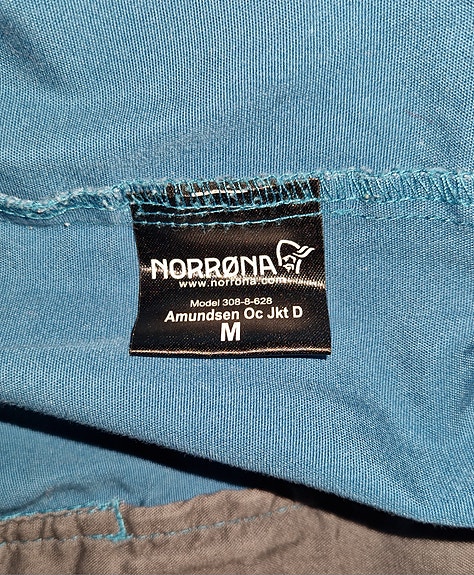 NORRØNA
www.norrona.com
Model 308-8-628
Amundsen Oc Jkt D
M